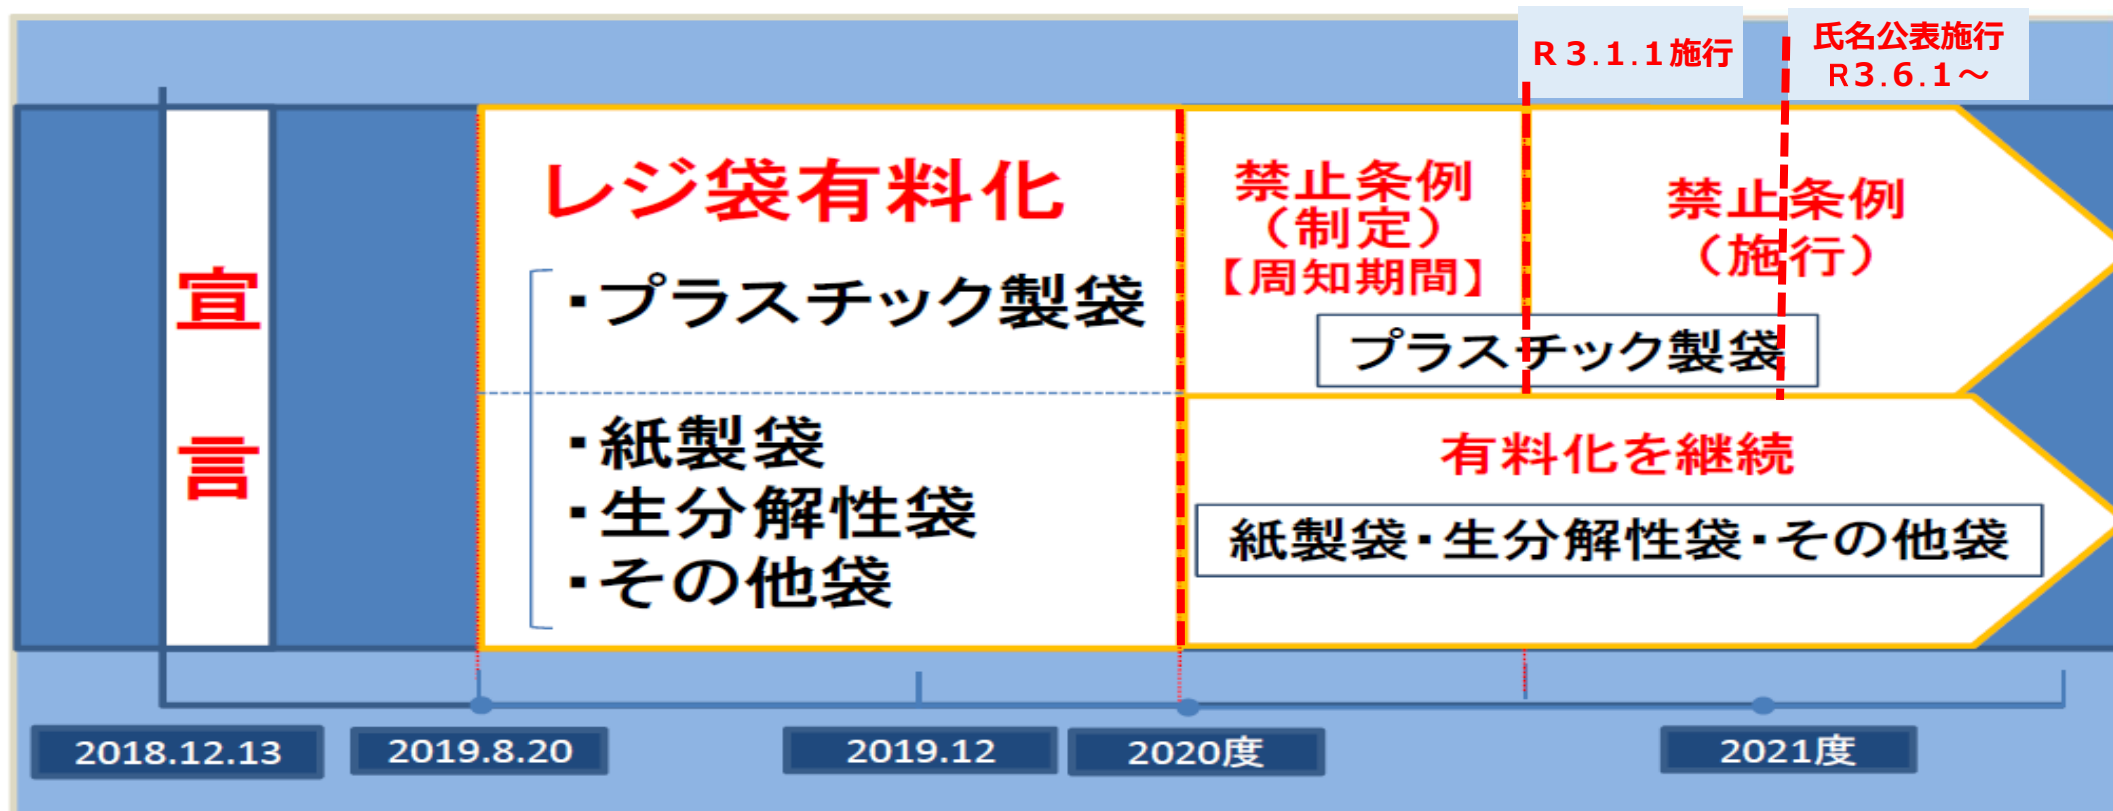 R3.1.1施行
氏名公表施行
R3.6.1～
宣
言
レジ袋有料化
・プラスチック製袋
・紙製袋
・生分解性袋
・その他袋
禁止条例
（制定）
【周知期間】
禁止条例
（施行）
プラスチック製袋
有料化を継続
紙製袋・生分解性袋・その他袋
2018.12.13
2019.8.20
2019.12
2020度
2021度